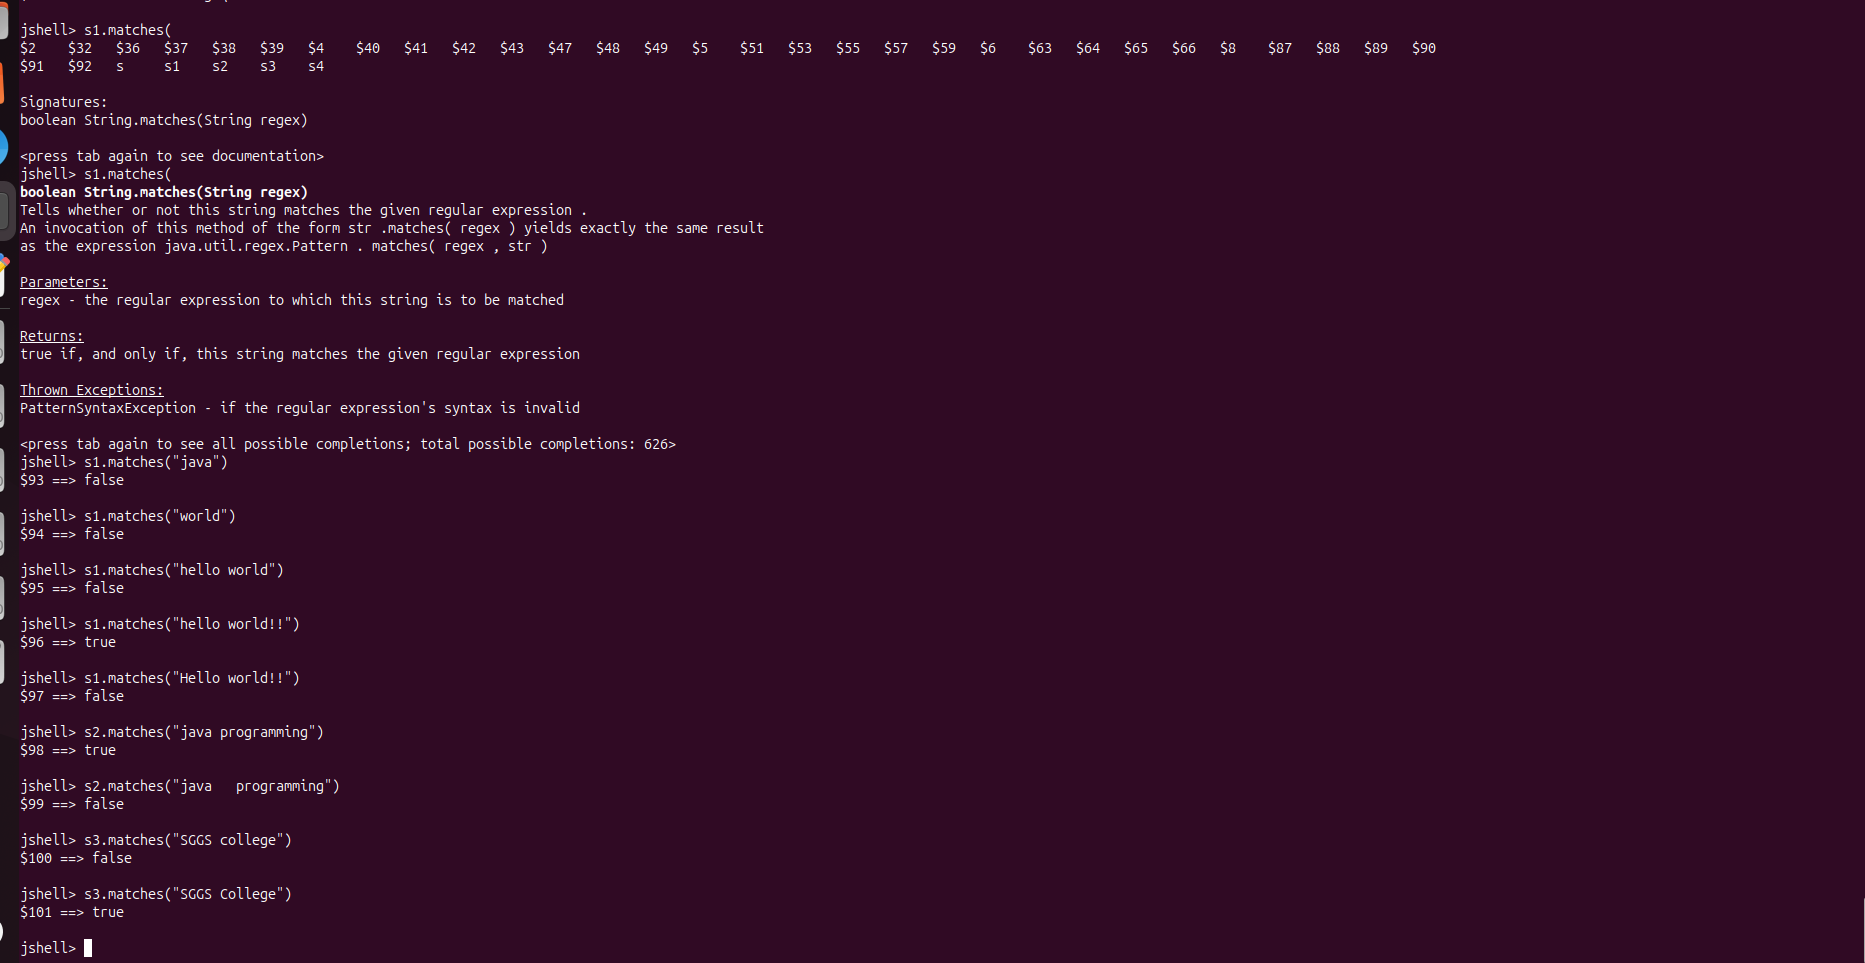 jshell> s1.matches(
$2    $32   $36   $37   $38   $39   $4    $40   $41   $42   $43   $47   $48   $49   $5    $51   $53   $55   $57   $59   $6    $63   $64   $65   $66   $8    $87   $88   $89   $90
$91   $92   s     s1    s2    s3    s4
Signatures:
boolean String.matches(String regex)
<press tab again to see documentation>
jshell> s1.matches(
boolean String.matches(String regex)
Tells whether or not this string matches the given regular expression .
An invocation of this method of the form str .matches( regex ) yields exactly the same result
as the expression java.util.regex.Pattern . matches( regex , str )
Parameters:
regex - the regular expression to which this string is to be matched
Returns:
true if, and only if, this string matches the given regular expression
Thrown Exceptions:
PatternSyntaxException - if the regular expression's syntax is invalid
<press tab again to see all possible completions; total possible completions: 626>
jshell> s1.matches("java")
$93 ==> false
jshell> s1.matches("world")
$94 ==> false
jshell> s1.matches("hello world")
$95 ==> false
jshell> s1.matches("hello world!!")
$96 ==> true
jshell> s1.matches("Hello world!!")
$97 ==> false
jshell> s2.matches("java programming")
$98 ==> true
jshell> s2.matches("java   programming")
$99 ==> false
jshell> s3.matches("SGGS college")
$100 ==> false
jshell> s3.matches("SGGS College")
$101 ==> true
jshell>